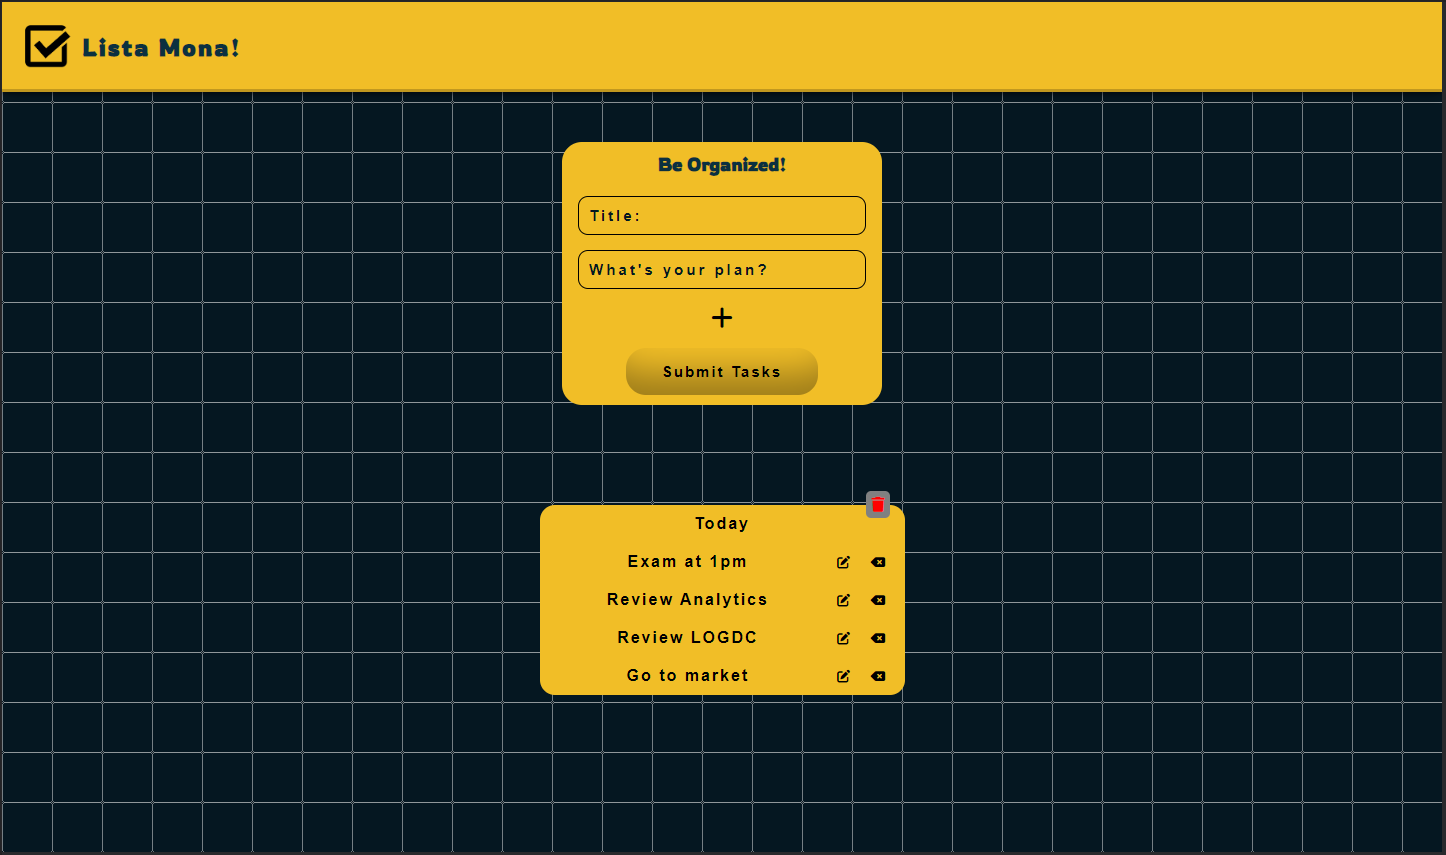 Lista Mona!
Be Organized!
Title:
What's your plan?
Submit Tasks
Today
Exam at 1pm
Review Analytics
Review LOGDC
Go to market